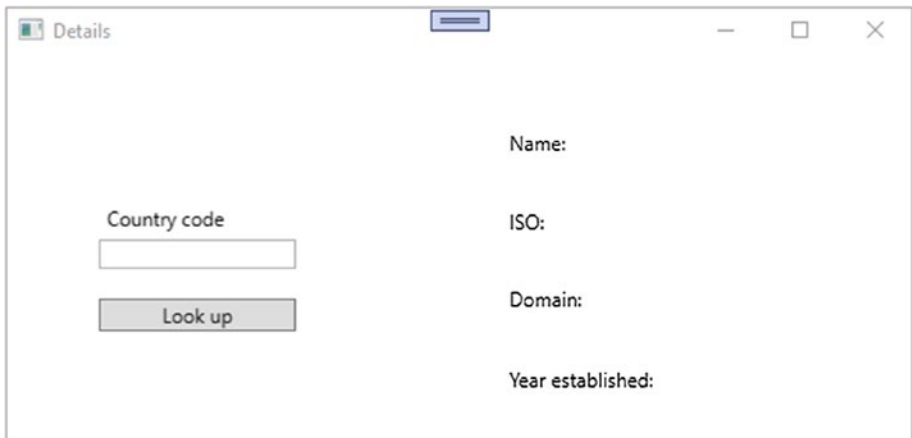 Details
Country code
Look up
Name:
ISO:
Domain:
Year established: